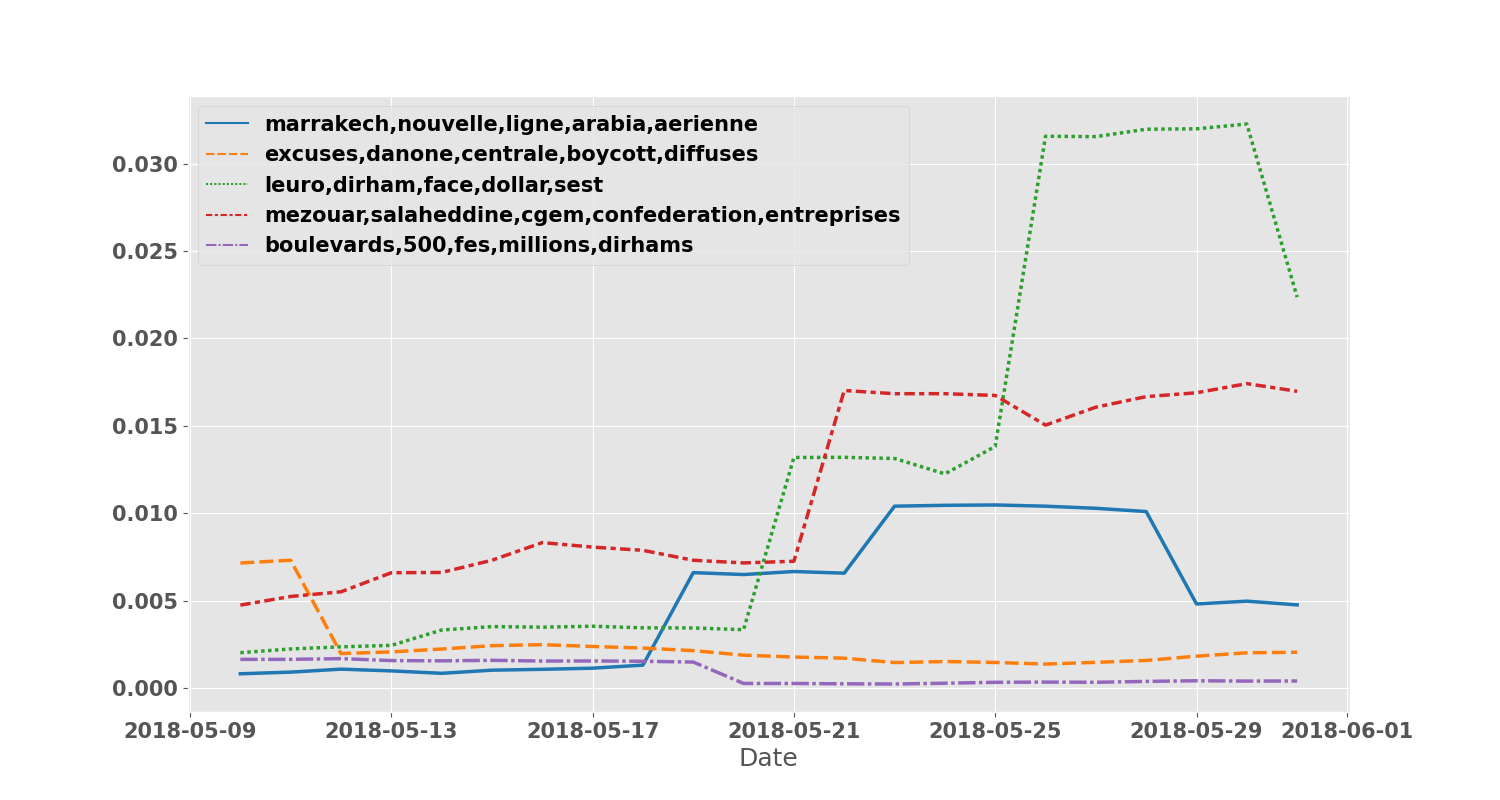 marrakech,nouvelle,ligne,arabia,aerienne
excuses,danone,centrale,boycott,diffuses
leuro,dirham,face,dollar,sest
mezouar,salaheddine,cgem,confederation,entreprises
boulevards,500,fes,millions,dirhams
0.030
0.025
0.020
0.015
0.010
0.005
0.000
2018-05-09 2018-05-13 2018-05-17 2018-05-21 2018-05-25 2018-05-29 2018-06-01
Date